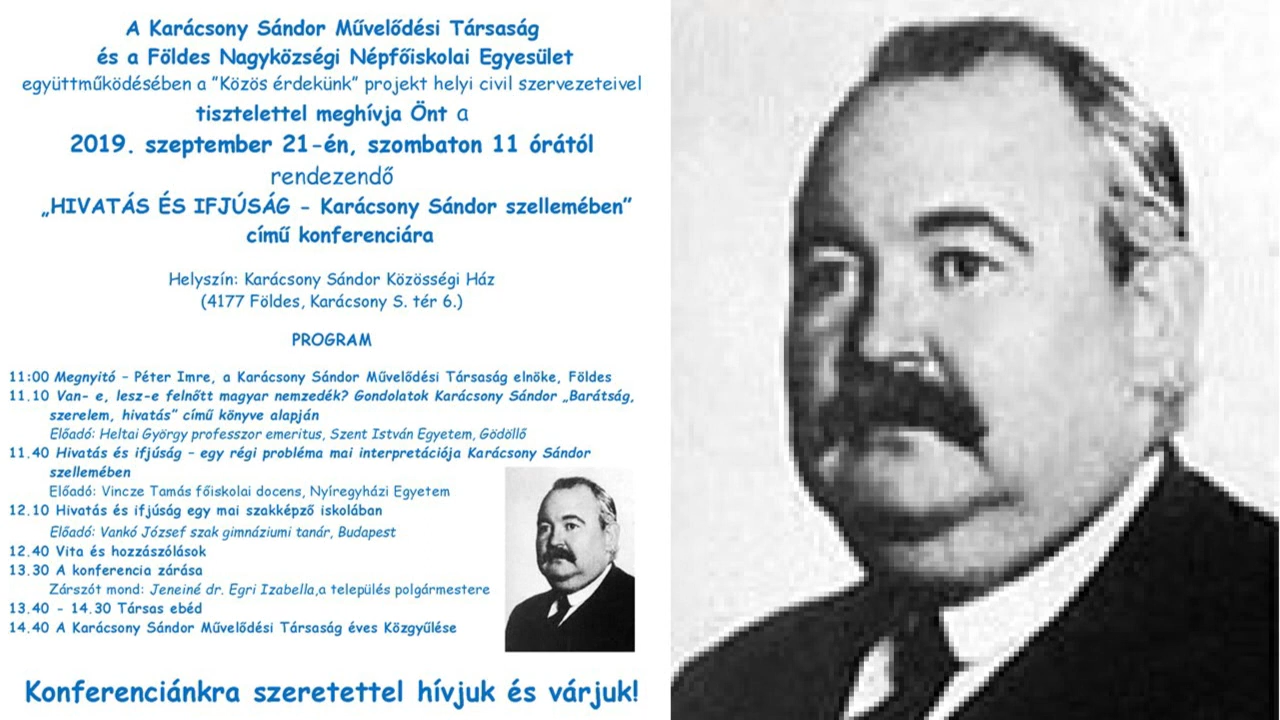 A Karácsony Sándor Művelődési Társaság
és a Földes Nagyközségi Népfőiskolai Egyesület
együttműködésében a ”Közös érdekünk” projekt helyi civil szervezeteivel
tisztelettel meghívja Önt a
2019. szeptember 21-én, szombaton 11 órától
rendezendő
„HIVATÁS ÉS IFJÚSÁG - Karácsony Sándor szellemében”
című konferenciára
Helyszín: Karácsony Sándor Közösségi Ház
(4177 Földes, Karácsony S. tér 6.)
PROGRAM
11:00 Megnyitó – Péter Imre, a Karácsony Sándor Művelődési Társaság elnöke, Földes
11.10 Van- e, lesz-e felnőtt magyar nemzedék? Gondolatok Karácsony Sándor „Barátság,
szerelem, hivatás” című könyve alapján
Előadó: Heltai György professzor emeritus, Szent István Egyetem, Gödöllő
11.40 Hivatás és ifjúság – egy régi probléma mai interpretációja Karácsony Sándor
szellemében
Előadó: Vincze Tamás főiskolai docens, Nyíregyházi Egyetem
12.10 Hivatás és ifjúság egy mai szakképző iskolában
Előadó: Vankó József szak gimnáziumi tanár, Budapest
12.40 Vita és hozzászólások
13.30 A konferencia zárása
Zárszót mond: Jeneiné dr. Egri Izabella,a település polgármestere
13.40 - 14.30 Társas ebéd
14.40 A Karácsony Sándor Művelődési Társaság éves Közgyűlése
Konferenciánkra szeretettel hívjuk és várjuk!